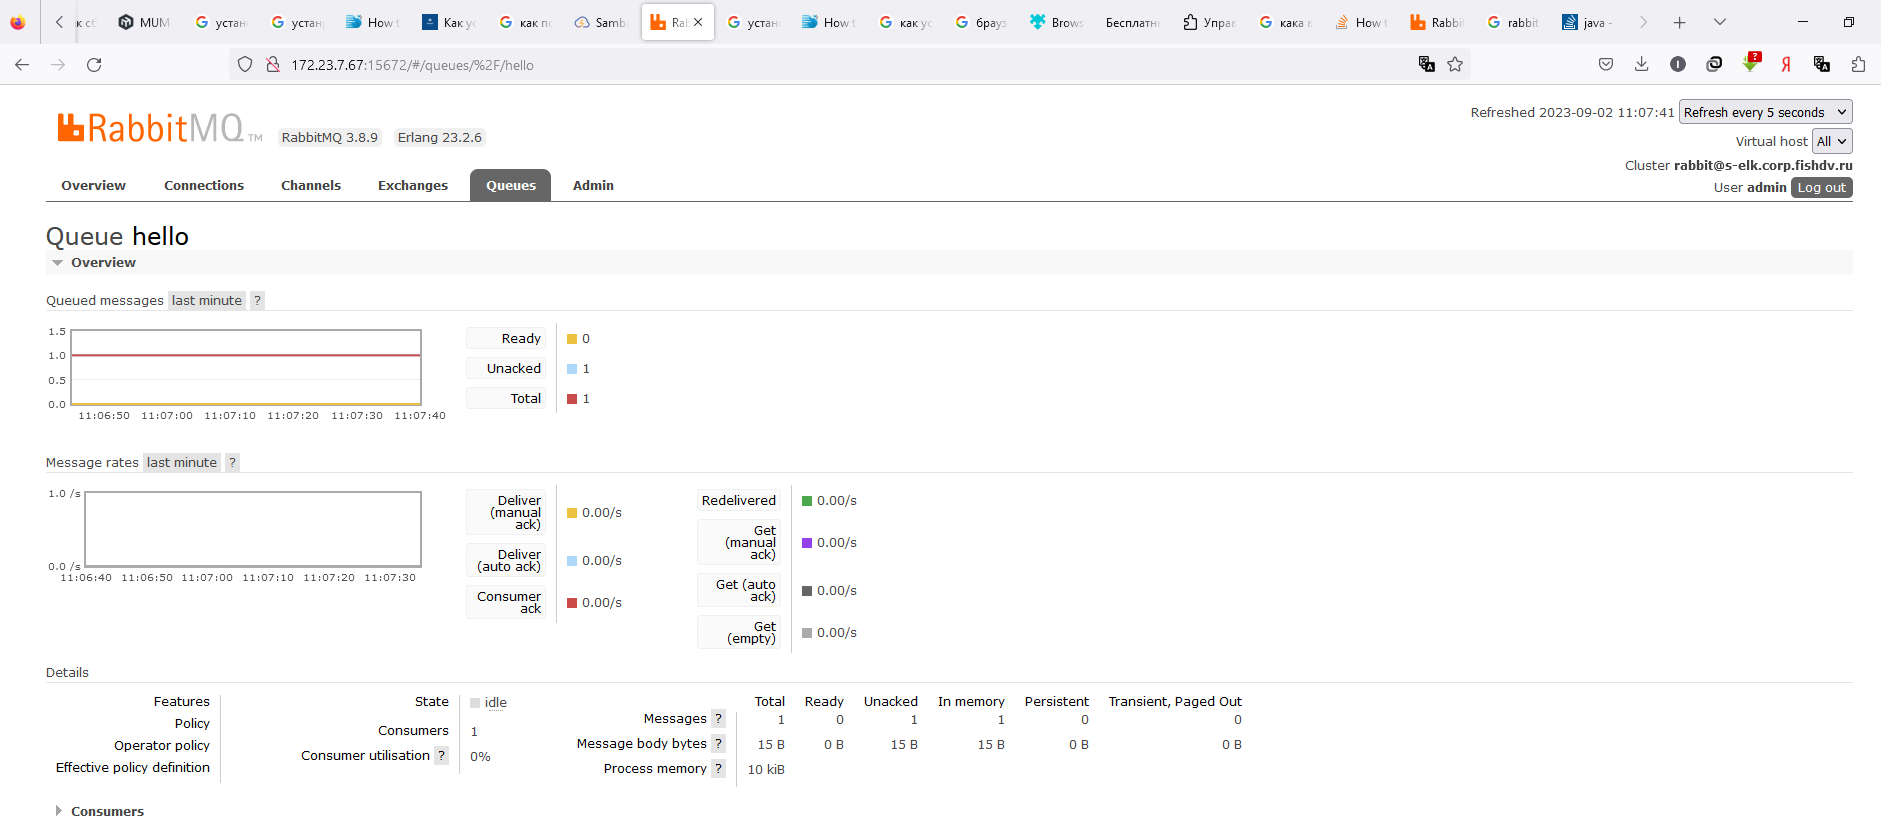 к сб
MUM
устан
устан
How t
Как ус
как по
Samb
Rab
устан
How t
как ус
брауз
Brows
Бесплатн
Управ
кака в
How t
Rabbit
rabbit
java -
172.23.7.67:15672/#/queues/%2F/hello
RabbitMQ TM RabbitMQ 3.8.9 Erlang 23.2.6
Refreshed 2023-09-02 11:07:41 Refresh every 5 seconds
Virtual host All
Cluster rabbit@s-elk.corp.fishdv.ru
User admin Log out
Overview Connections Channels Exchanges Queues Admin
Queue hello
Overview
Queued messages last minute ?
1.5
1.0
0.5
0.0
11:06:50 11:07:00 11:07:10 11:07:20 11:07:30 11:07:40
Ready 0
Unacked 1
Total 1
Message rates last minute ?
1.0 /s
0.0 /s
11:06:40 11:06:50 11:07:00 11:07:10 11:07:20 11:07:30
Deliver
(manual
ack) 0.00/s
Deliver
(auto ack) 0.00/s
Consumer
ack 0.00/s
Redelivered 0.00/s
Get
(manual
ack) 0.00/s
Get (auto
ack) 0.00/s
Get
(empty) 0.00/s
Details
Features
Policy
Operator policy
Effective policy definition
State idle
Consumers 1
Consumer utilisation ? 0%
Total Ready Unacked In memory Persistent Transient, Paged Out
Messages ? 1 0 1 1 0 0
Message body bytes ? 15 B 0 B 15 B 15 B 0 B 0 B
Process memory ? 10 kiB
Consumers